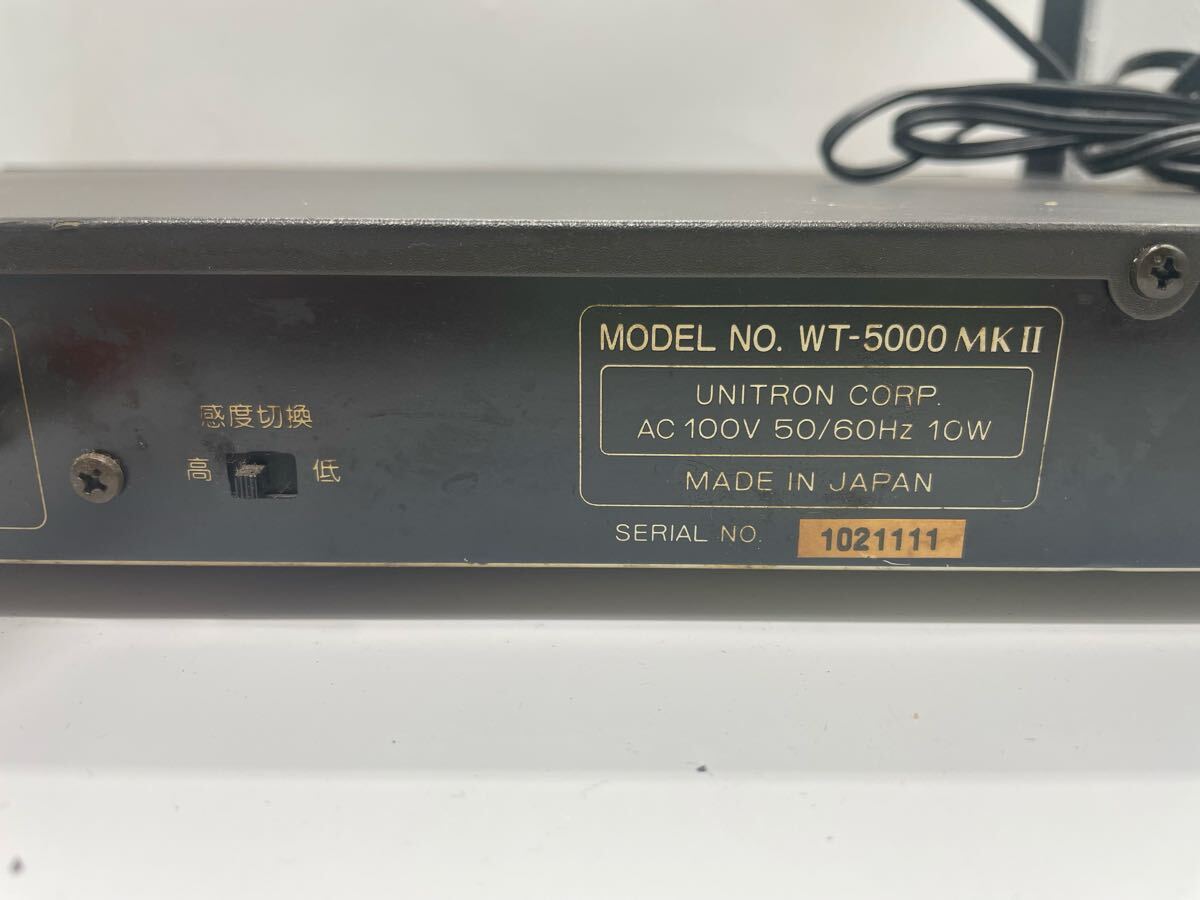 感度切換
高 低
MODEL NO. WT-5000 MK II
UNITRON CORP.
AC 100V 50/60Hz 10W
MADE IN JAPAN
SERIAL NO. 1021111